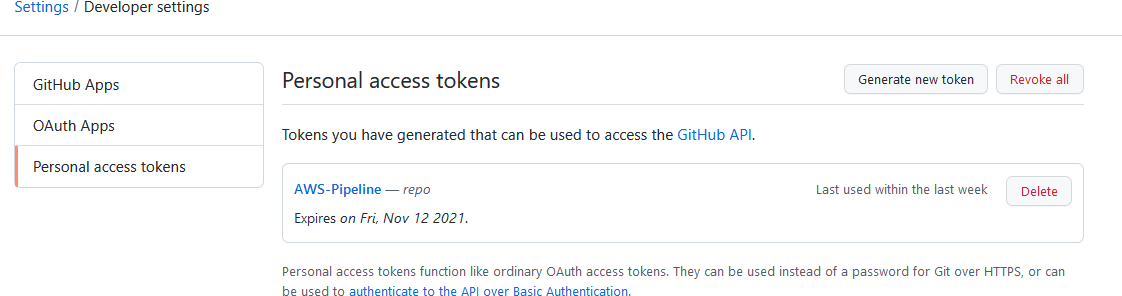 Settings / Developer settings
GitHub Apps
OAuth Apps
Personal access tokens
Personal access tokens
Generate new token
Revoke all
Tokens you have generated that can be used to access the GitHub API.
AWS-Pipeline — repo
Last used within the last week
Delete
Expires on Fri, Nov 12 2021.
Personal access tokens function like ordinary OAuth access tokens. They can be used instead of a password for Git over HTTPS, or can
be used to authenticate to the API over Basic Authentication.